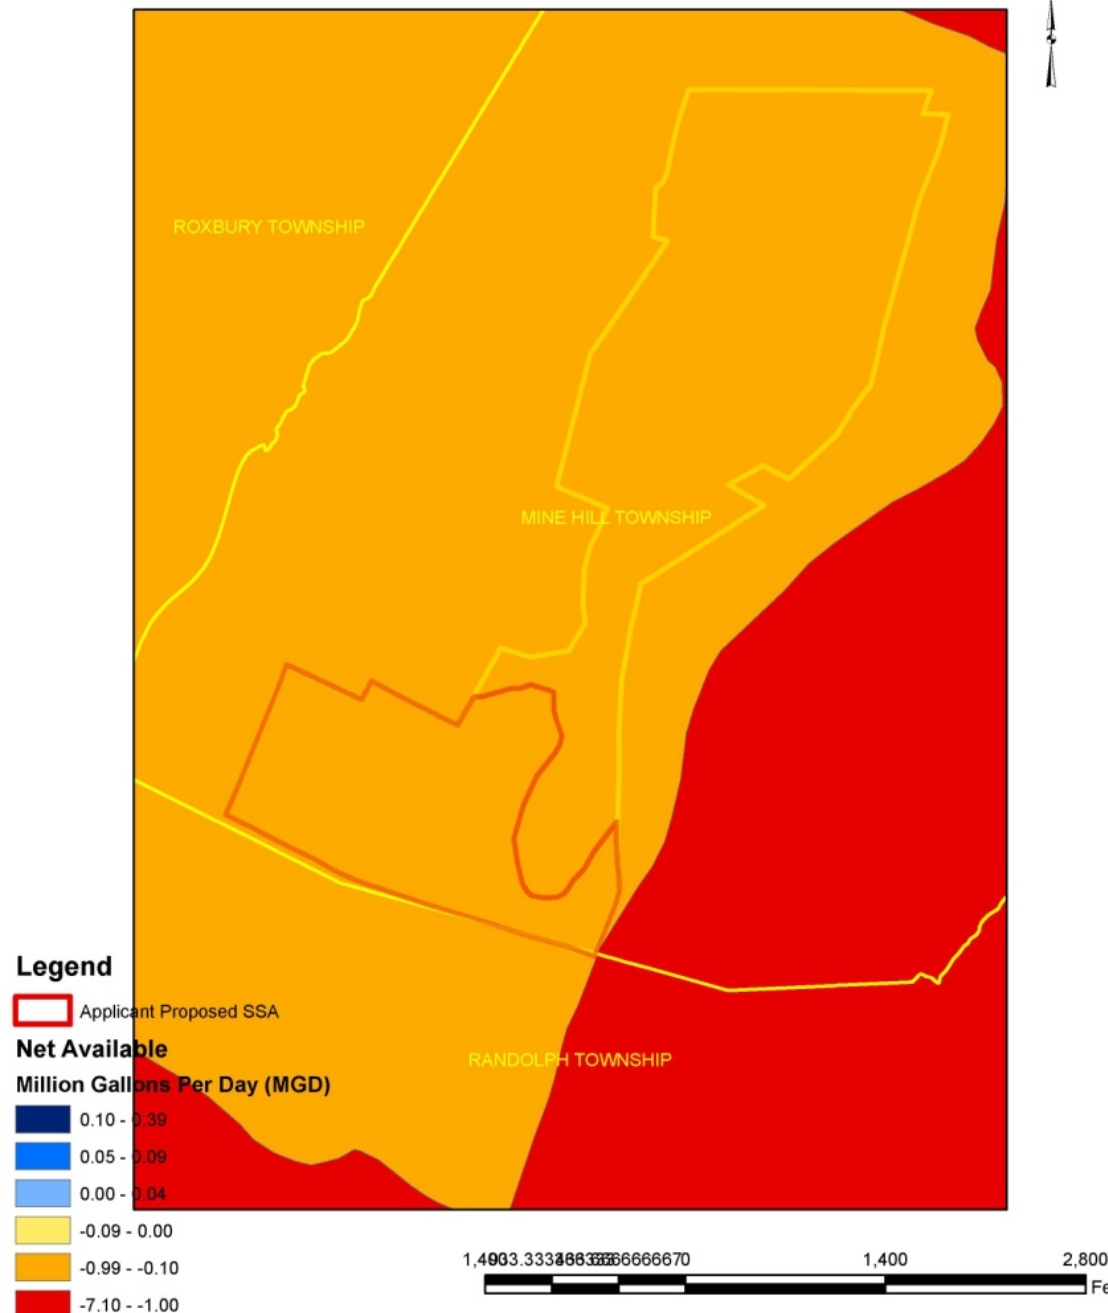 ROXBURY TOWNSHIP
MINE HILL TOWNSHIP
RANDOLPH TOWNSHIP
Legend
Applicant Proposed SSA
Net Available
Million Gallons Per Day (MGD)
0.10 - 0.39
0.05 - 0.09
0.00 - 0.04
-0.09 - 0.00
-0.99 - -0.10
-7.10 - -1.00
0 1,400 2,800
Fe